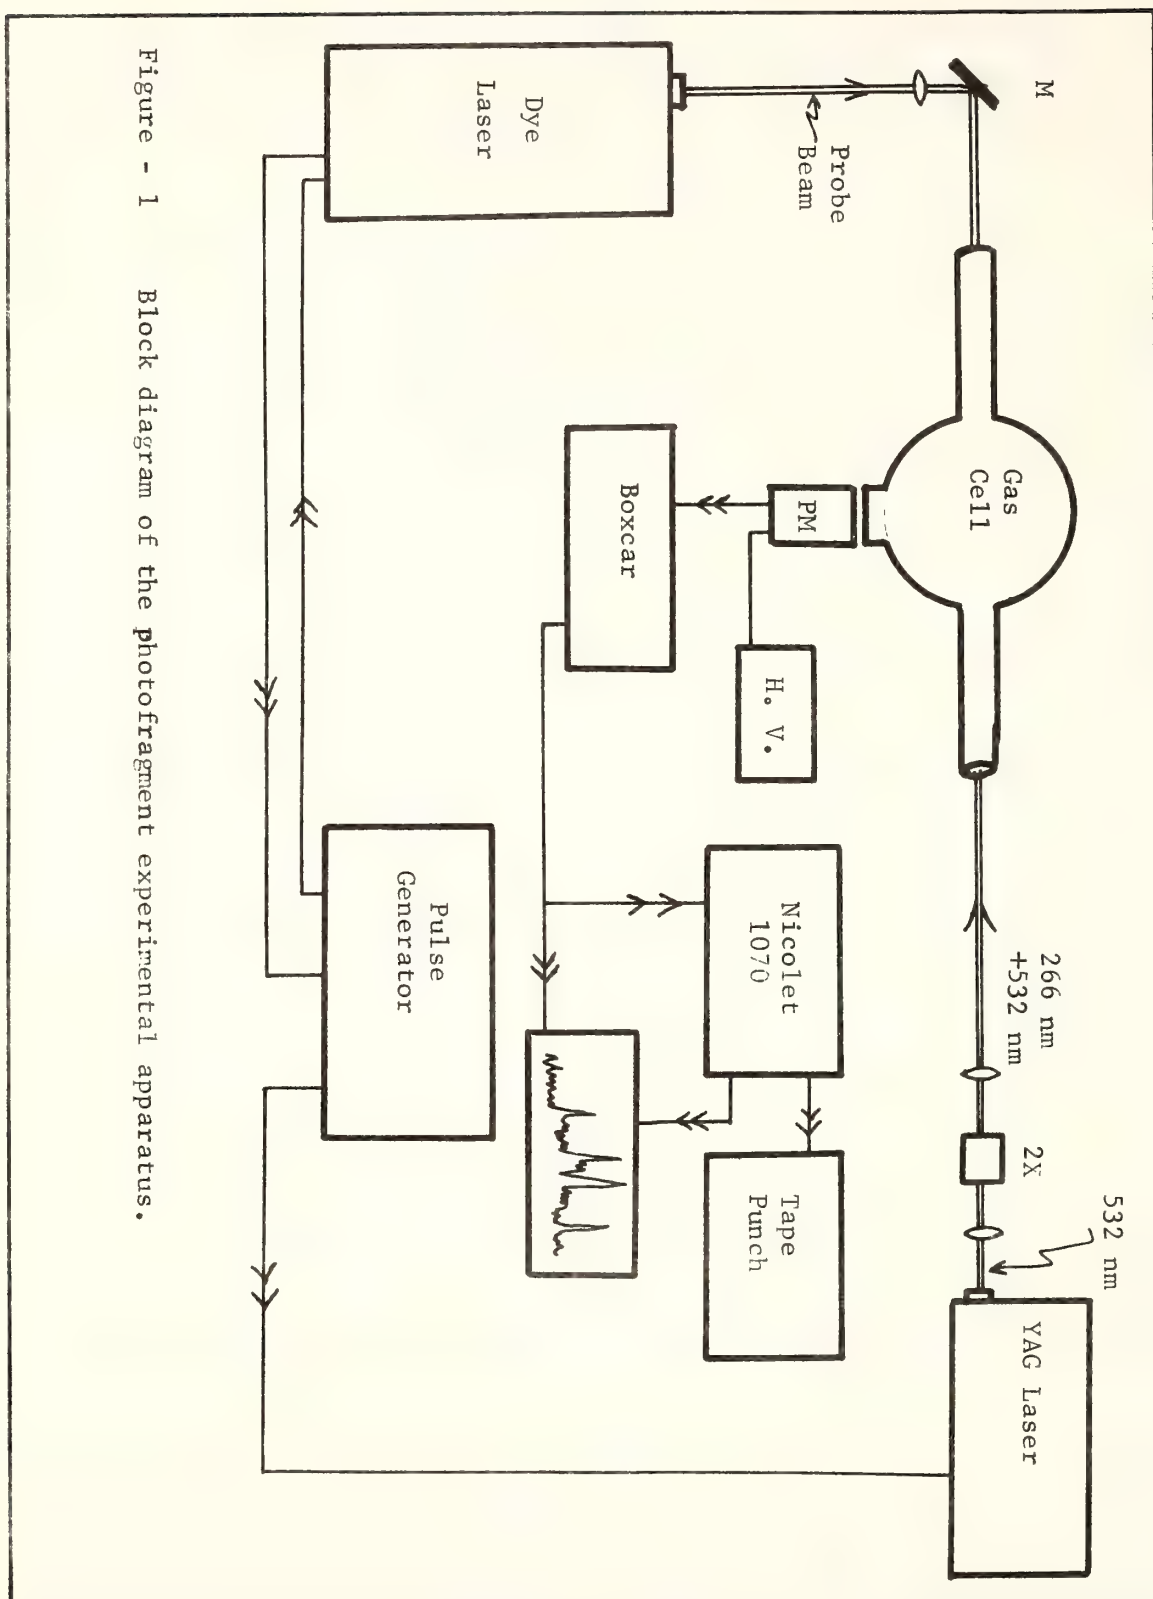 M
Probe
Beam
Dye
Laser
Gas
Cell
PM
H. V.
Boxcar
266 nm
+532 nm
2X
532 nm
YAG Laser
Nicolet
1070
Tape
Punch
Pulse
Generator
Figure - 1 Block diagram of the photofragment experimental apparatus.